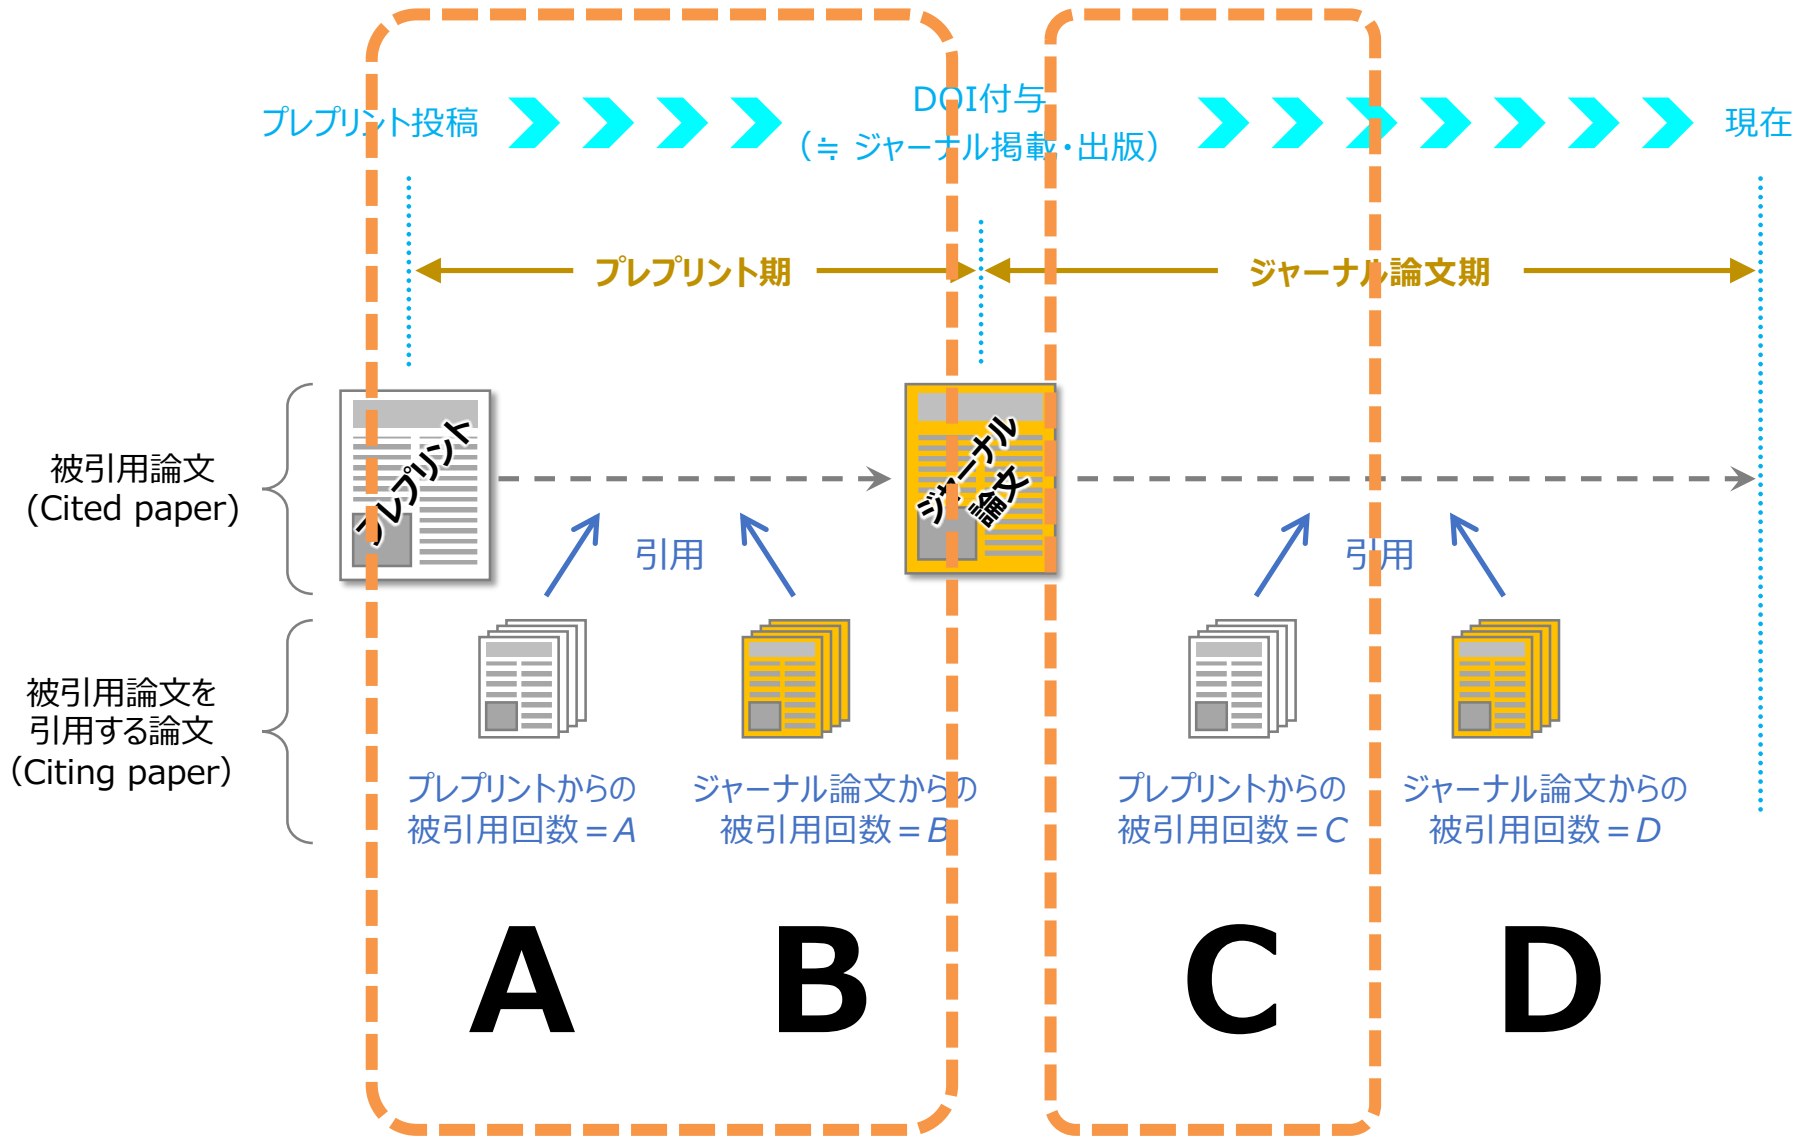 プレプリント投稿
DOI付与
(≒ ジャーナル掲載・出版)
現在
プレプリント期
ジャーナル論文期
被引用論文
(Cited paper)
プレプリント
ジャーナル
論文
引用
引用
被引用論文を
引用する論文
(Citing paper)
プレプリントからの
被引用回数=A
ジャーナル論文からの
被引用回数=B
プレプリントからの
被引用回数=C
ジャーナル論文からの
被引用回数=D
A
B
C
D